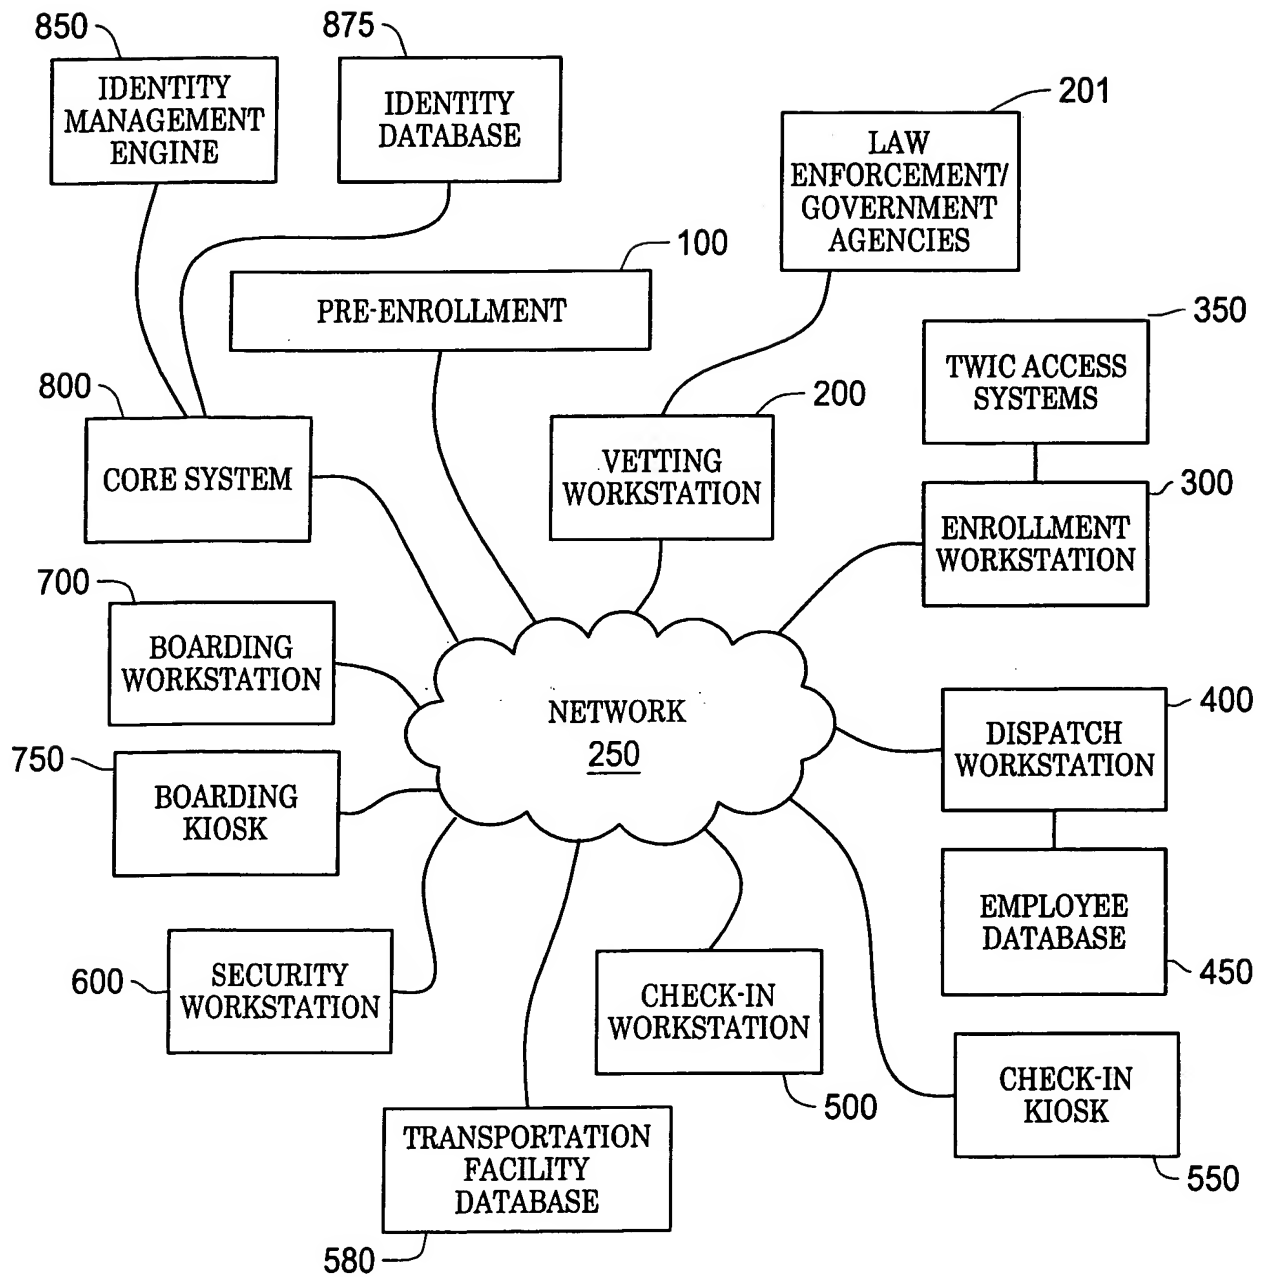 850
IDENTITY
MANAGEMENT
ENGINE
875
IDENTITY
DATABASE
201
LAW
ENFORCEMENT/
GOVERNMENT
AGENCIES
100
PRE-ENROLLMENT
350
TWIC ACCESS
SYSTEMS
800
CORE SYSTEM
200
VETTING
WORKSTATION
300
ENROLLMENT
WORKSTATION
700
BOARDING
WORKSTATION
NETWORK
250
400
DISPATCH
WORKSTATION
750
BOARDING
KIOSK
EMPLOYEE
DATABASE
450
600
SECURITY
WORKSTATION
CHECK-IN
WORKSTATION
500
CHECK-IN
KIOSK
550
TRANSPORTATION
FACILITY
DATABASE
580